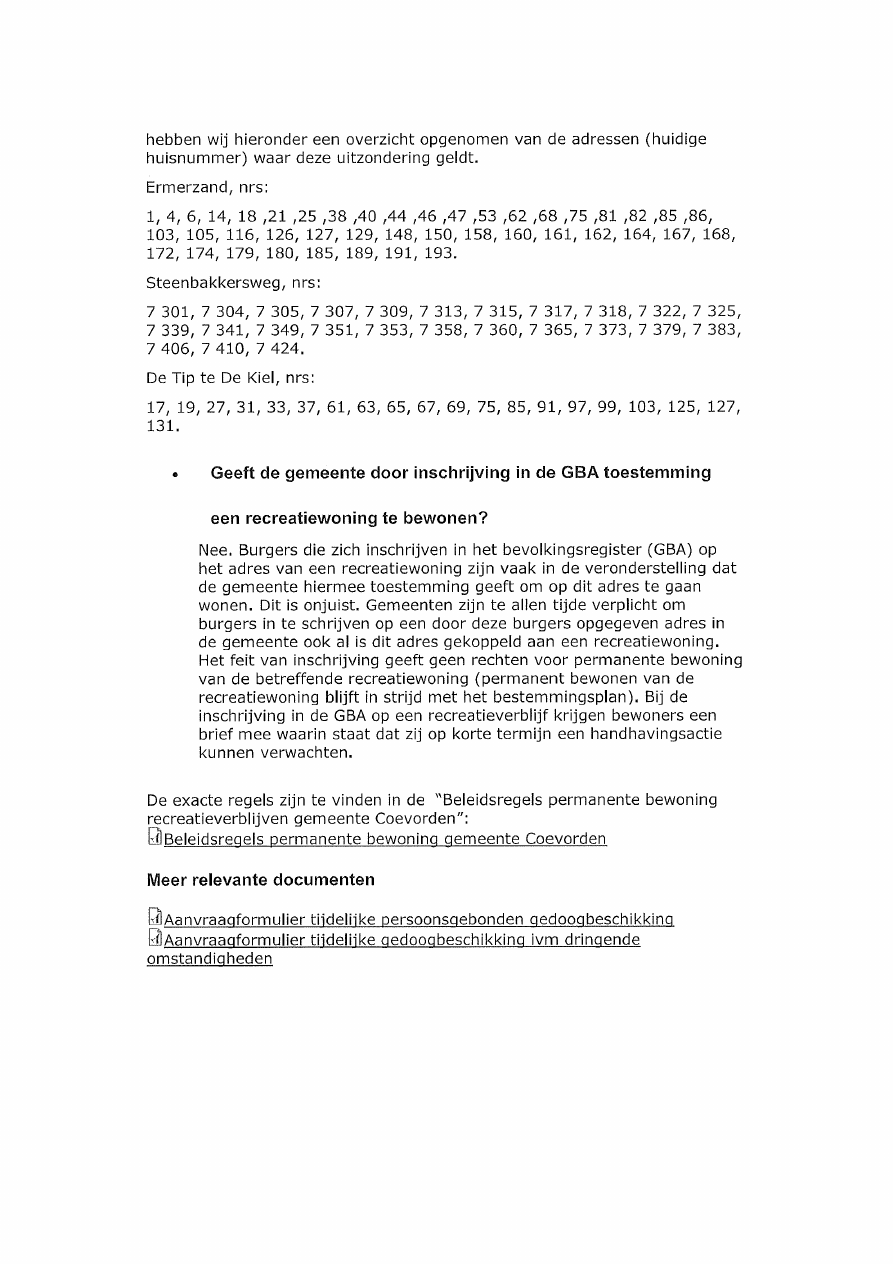 hebben wij hieronder een overzicht opgenomen van de adressen (huidige
huisnummer) waar deze uitzondering geldt.
Ermerzand, nrs:
1, 4, 6, 14, 18 ,21 ,25 ,38 ,40 ,44 ,46 ,47 ,53 ,62 ,68 ,75 ,81 ,82 ,85 ,86,
103, 105, 116, 126, 127, 129, 148, 150, 158, 160, 161, 162, 164, 167, 168,
172, 174, 179, 180, 185, 189, 191, 193.
Steenbakkersweg, nrs:
7 301, 7 304, 7 305, 7 307, 7 309, 7 313, 7 315, 7 317, 7 318, 7 322, 7 325,
7 339, 7 341, 7 349, 7 351, 7 353, 7 358, 7 360, 7 365, 7 373, 7 379, 7 383,
7 406, 7 410, 7 424.
De Tip te De Kiel, nrs:
17, 19, 27, 31, 33, 37, 61, 63, 65, 67, 69, 75, 85, 91, 97, 99, 103, 125, 127,
131.
• Geeft de gemeente door inschrijving in de GBA toestemming
een recreatiewoning te bewonen?
Nee. Burgers die zich inschrijven in het bevolkingsregister (GBA) op
het adres van een recreatiewoning zijn vaak in de veronderstelling dat
de gemeente hiermee toestemming geeft om op dit adres te gaan
wonen. Dit is onjuist. Gemeenten zijn te allen tijde verplicht om
burgers in te schrijven op een door deze burgers opgegeven adres in
de gemeente ook al is dit adres gekoppeld aan een recreatiewoning.
Het feit van inschrijving geeft geen rechten voor permanente bewoning
van de betreffende recreatiewoning (permanent bewonen van de
recreatiewoning blijft in strijd met het bestemmingsplan). Bij de
inschrijving in de GBA op een recreatieverblijf krijgen bewoners een
brief mee waarin staat dat zij op korte termijn een handhavingsactie
kunnen verwachten.
De exacte regels zijn te vinden in de "Beleidsregels permanente bewoning
recreatieverblijven gemeente Coevorden":
Beleidsregels permanente bewoning gemeente Coevorden
Meer relevante documenten
Aanvraagformulier tijdelijke persoonsgebonden gedoogbeschikking
Aanvraagformulier tijdelijke gedoogbeschikking ivm dringende
omstandigheden